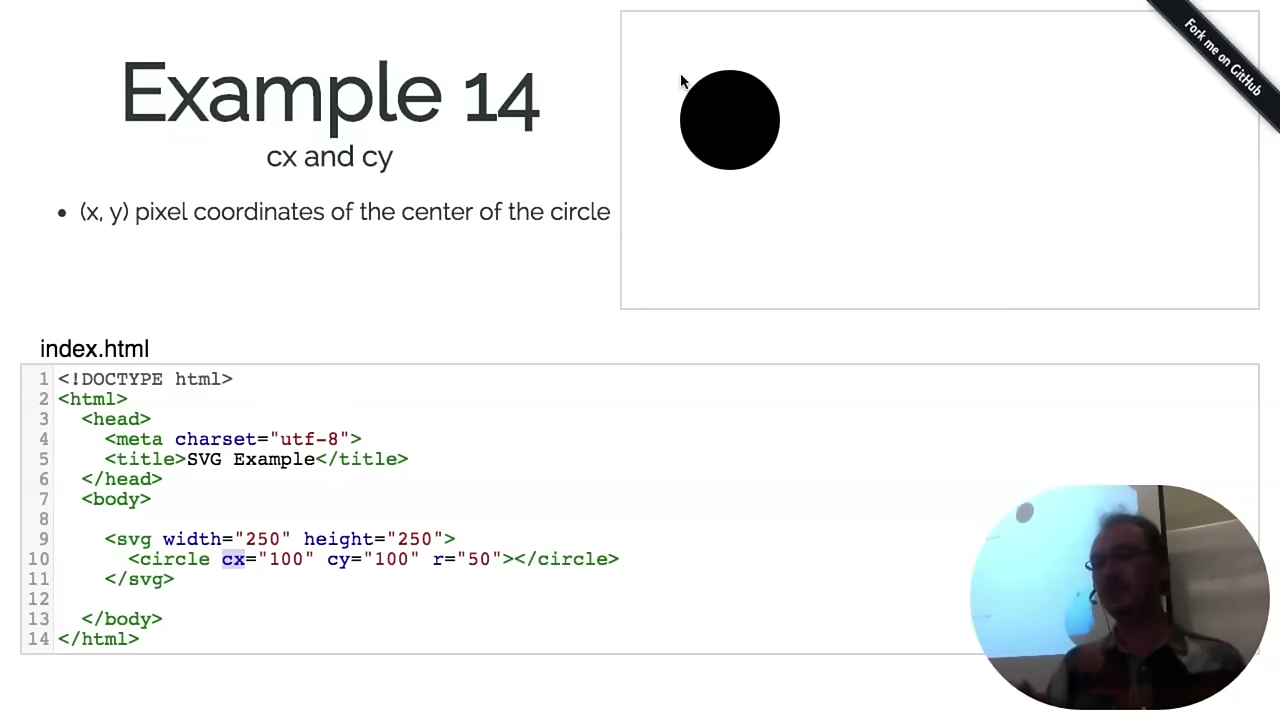 Example 14
cx and cy
• (x, y) pixel coordinates of the center of the circle
Fork me on GitHub
index.html
1 <!DOCTYPE html>
2 <html>
3   <head>
4     <meta charset="utf-8">
5     <title>SVG Example</title>
6   </head>
7   <body>
8
9     <svg width="250" height="250">
10       <circle cx="100" cy="100" r="50"></circle>
11     </svg>
12
13   </body>
14 </html>